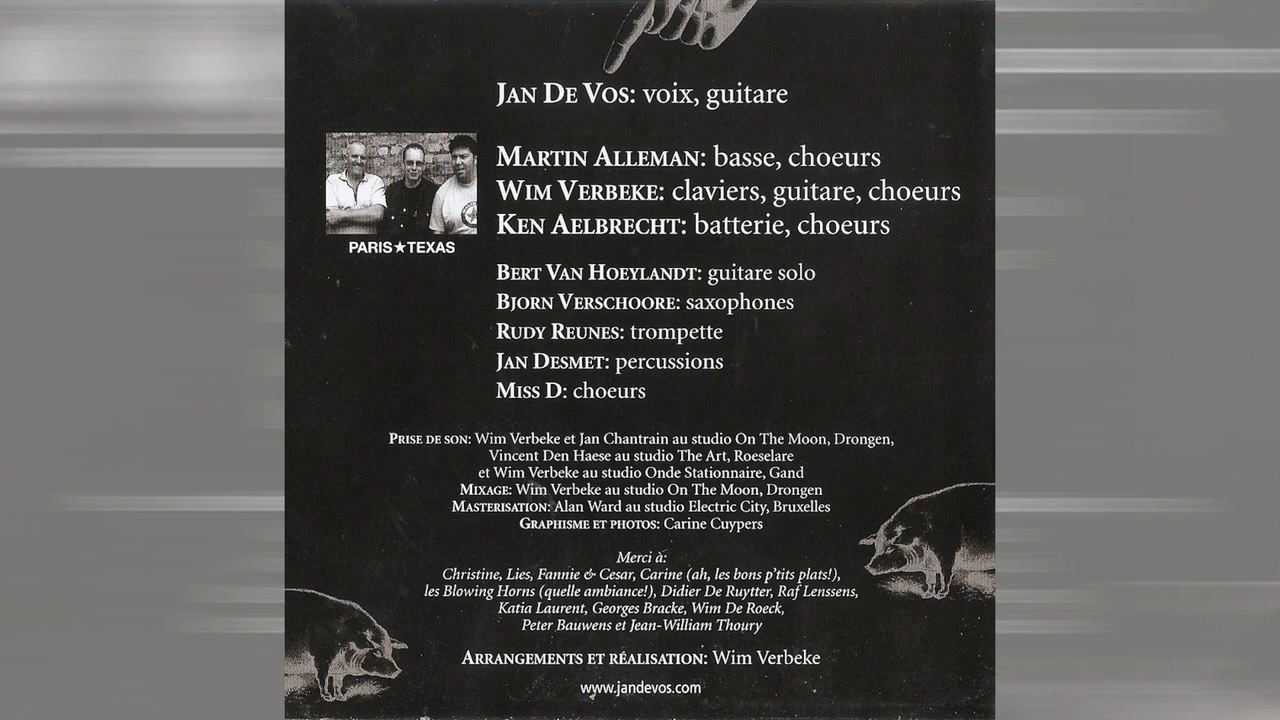 Jan De Vos: voix, guitare
Martin Alleman: basse, choeurs
Wim Verbeke: claviers, guitare, choeurs
Ken Aelbrecht: batterie, choeurs
PARIS★TEXAS
Bert Van Hoeylandt: guitare solo
Bjorn Verschoore: saxophones
Rudy Reunes: trompette
Jan Desmet: percussions
Miss D: choeurs
Prise de son: Wim Verbeke et Jan Chantrain au studio On The Moon, Drongen,
Vincent Den Haese au studio The Art, Roeselare
et Wim Verbeke au studio Onde Stationnaire, Gand
Mixage: Wim Verbeke au studio On The Moon, Drongen
Masterisation: Alan Ward au studio Electric City, Bruxelles
Graphisme et photos: Carine Cuypers
Merci à:
Christine, Lies, Fannie & Cesar, Carine (ah, les bons p'tits plats!),
les Blowing Horns (quelle ambiance!), Didier De Ruytter, Raf Lenssens,
Katia Laurent, Georges Bracke, Wim De Roeck,
Peter Bauwens et Jean-William Thoury
Arrangements et réalisation: Wim Verbeke
www.jandevos.com